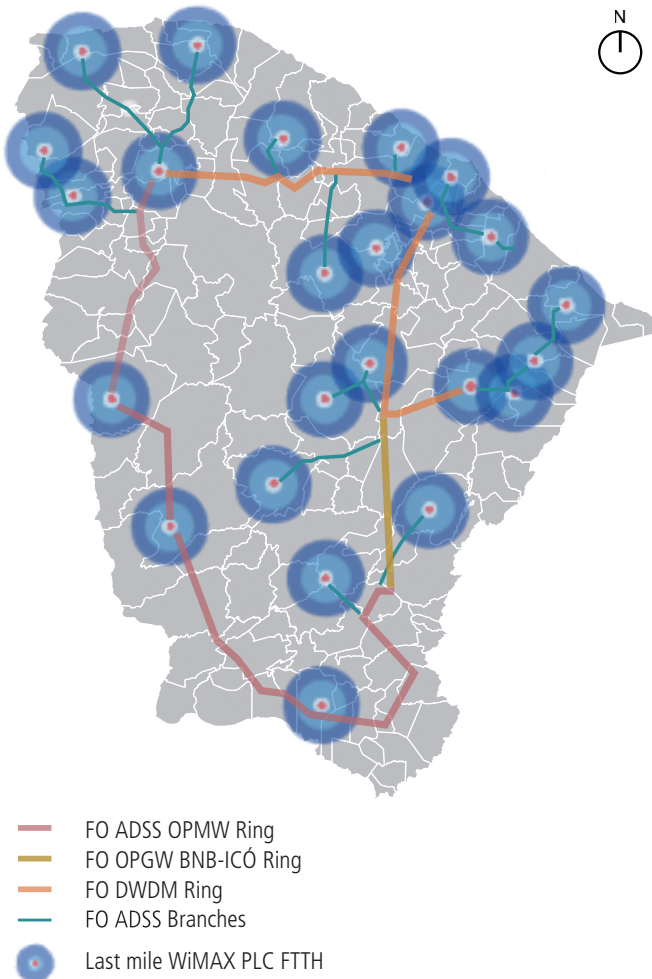 N
FO ADSS OPMW Ring
FO OPGW BNB-ICÓ Ring
FO DWDM Ring
FO ADSS Branches
Last mile WiMAX PLC FTTH